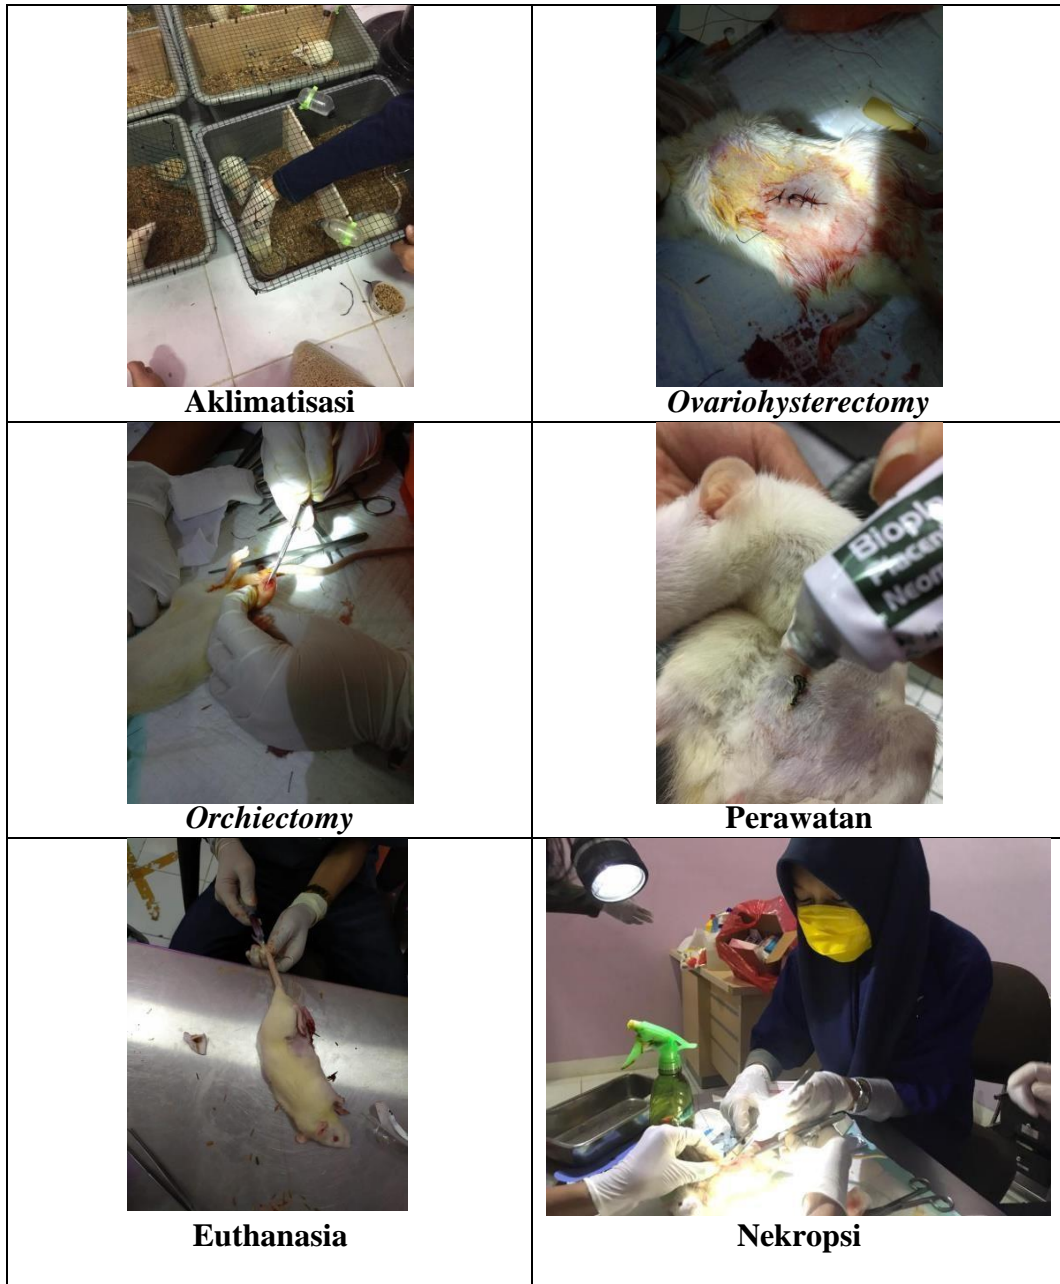 Aklimatisasi
Ovariohysterectomy
Orchiectomy
Perawatan
Euthanasia
Nekropsi